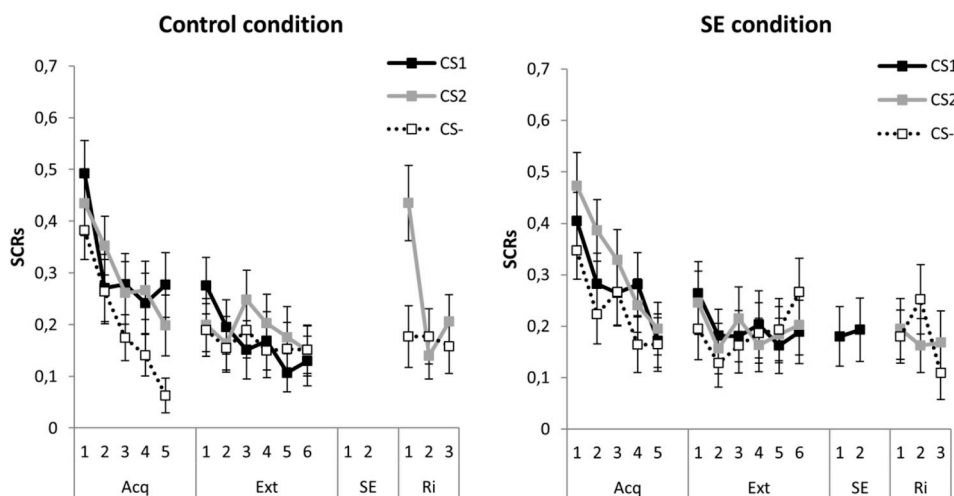 Control condition
0,7
0,6
0,5
0,4
0,3
0,2
0,1
0
SCRs
CS1
CS2
CS-
1 2 3 4 5 1 2 3 4 5 6 1 2 1 2 3
Acq Ext SE Ri
SE condition
0,7
0,6
0,5
0,4
0,3
0,2
0,1
0
SCRs
CS1
CS2
CS-
1 2 3 4 5 1 2 3 4 5 6 1 2 1 2 3
Acq Ext SE Ri